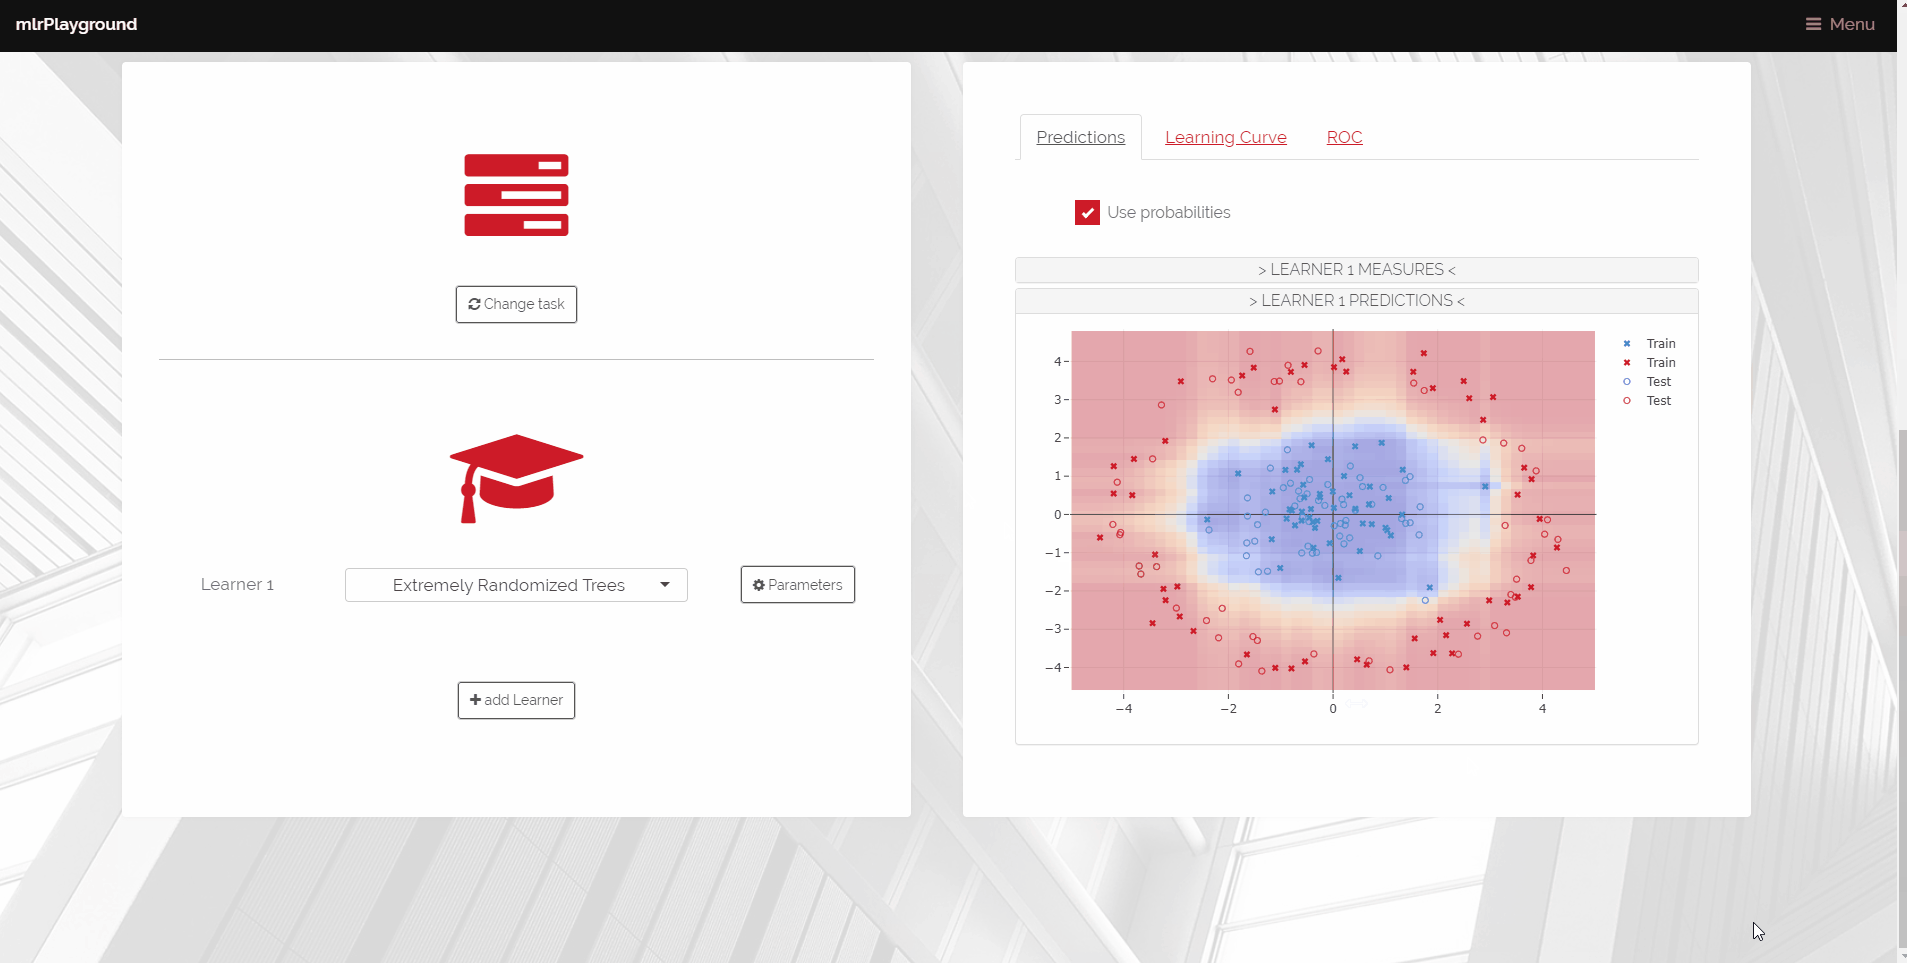 mlrPlayground
Menu
Change task
Learner 1
Extremely Randomized Trees
Parameters
add Learner
Predictions
Learning Curve
ROC
Use probabilities
> LEARNER 1 MEASURES <
> LEARNER 1 PREDICTIONS <
4
3
2
1
0
−1
−2
−3
−4
−4
−2
0
2
4
Train
Train
Test
Test